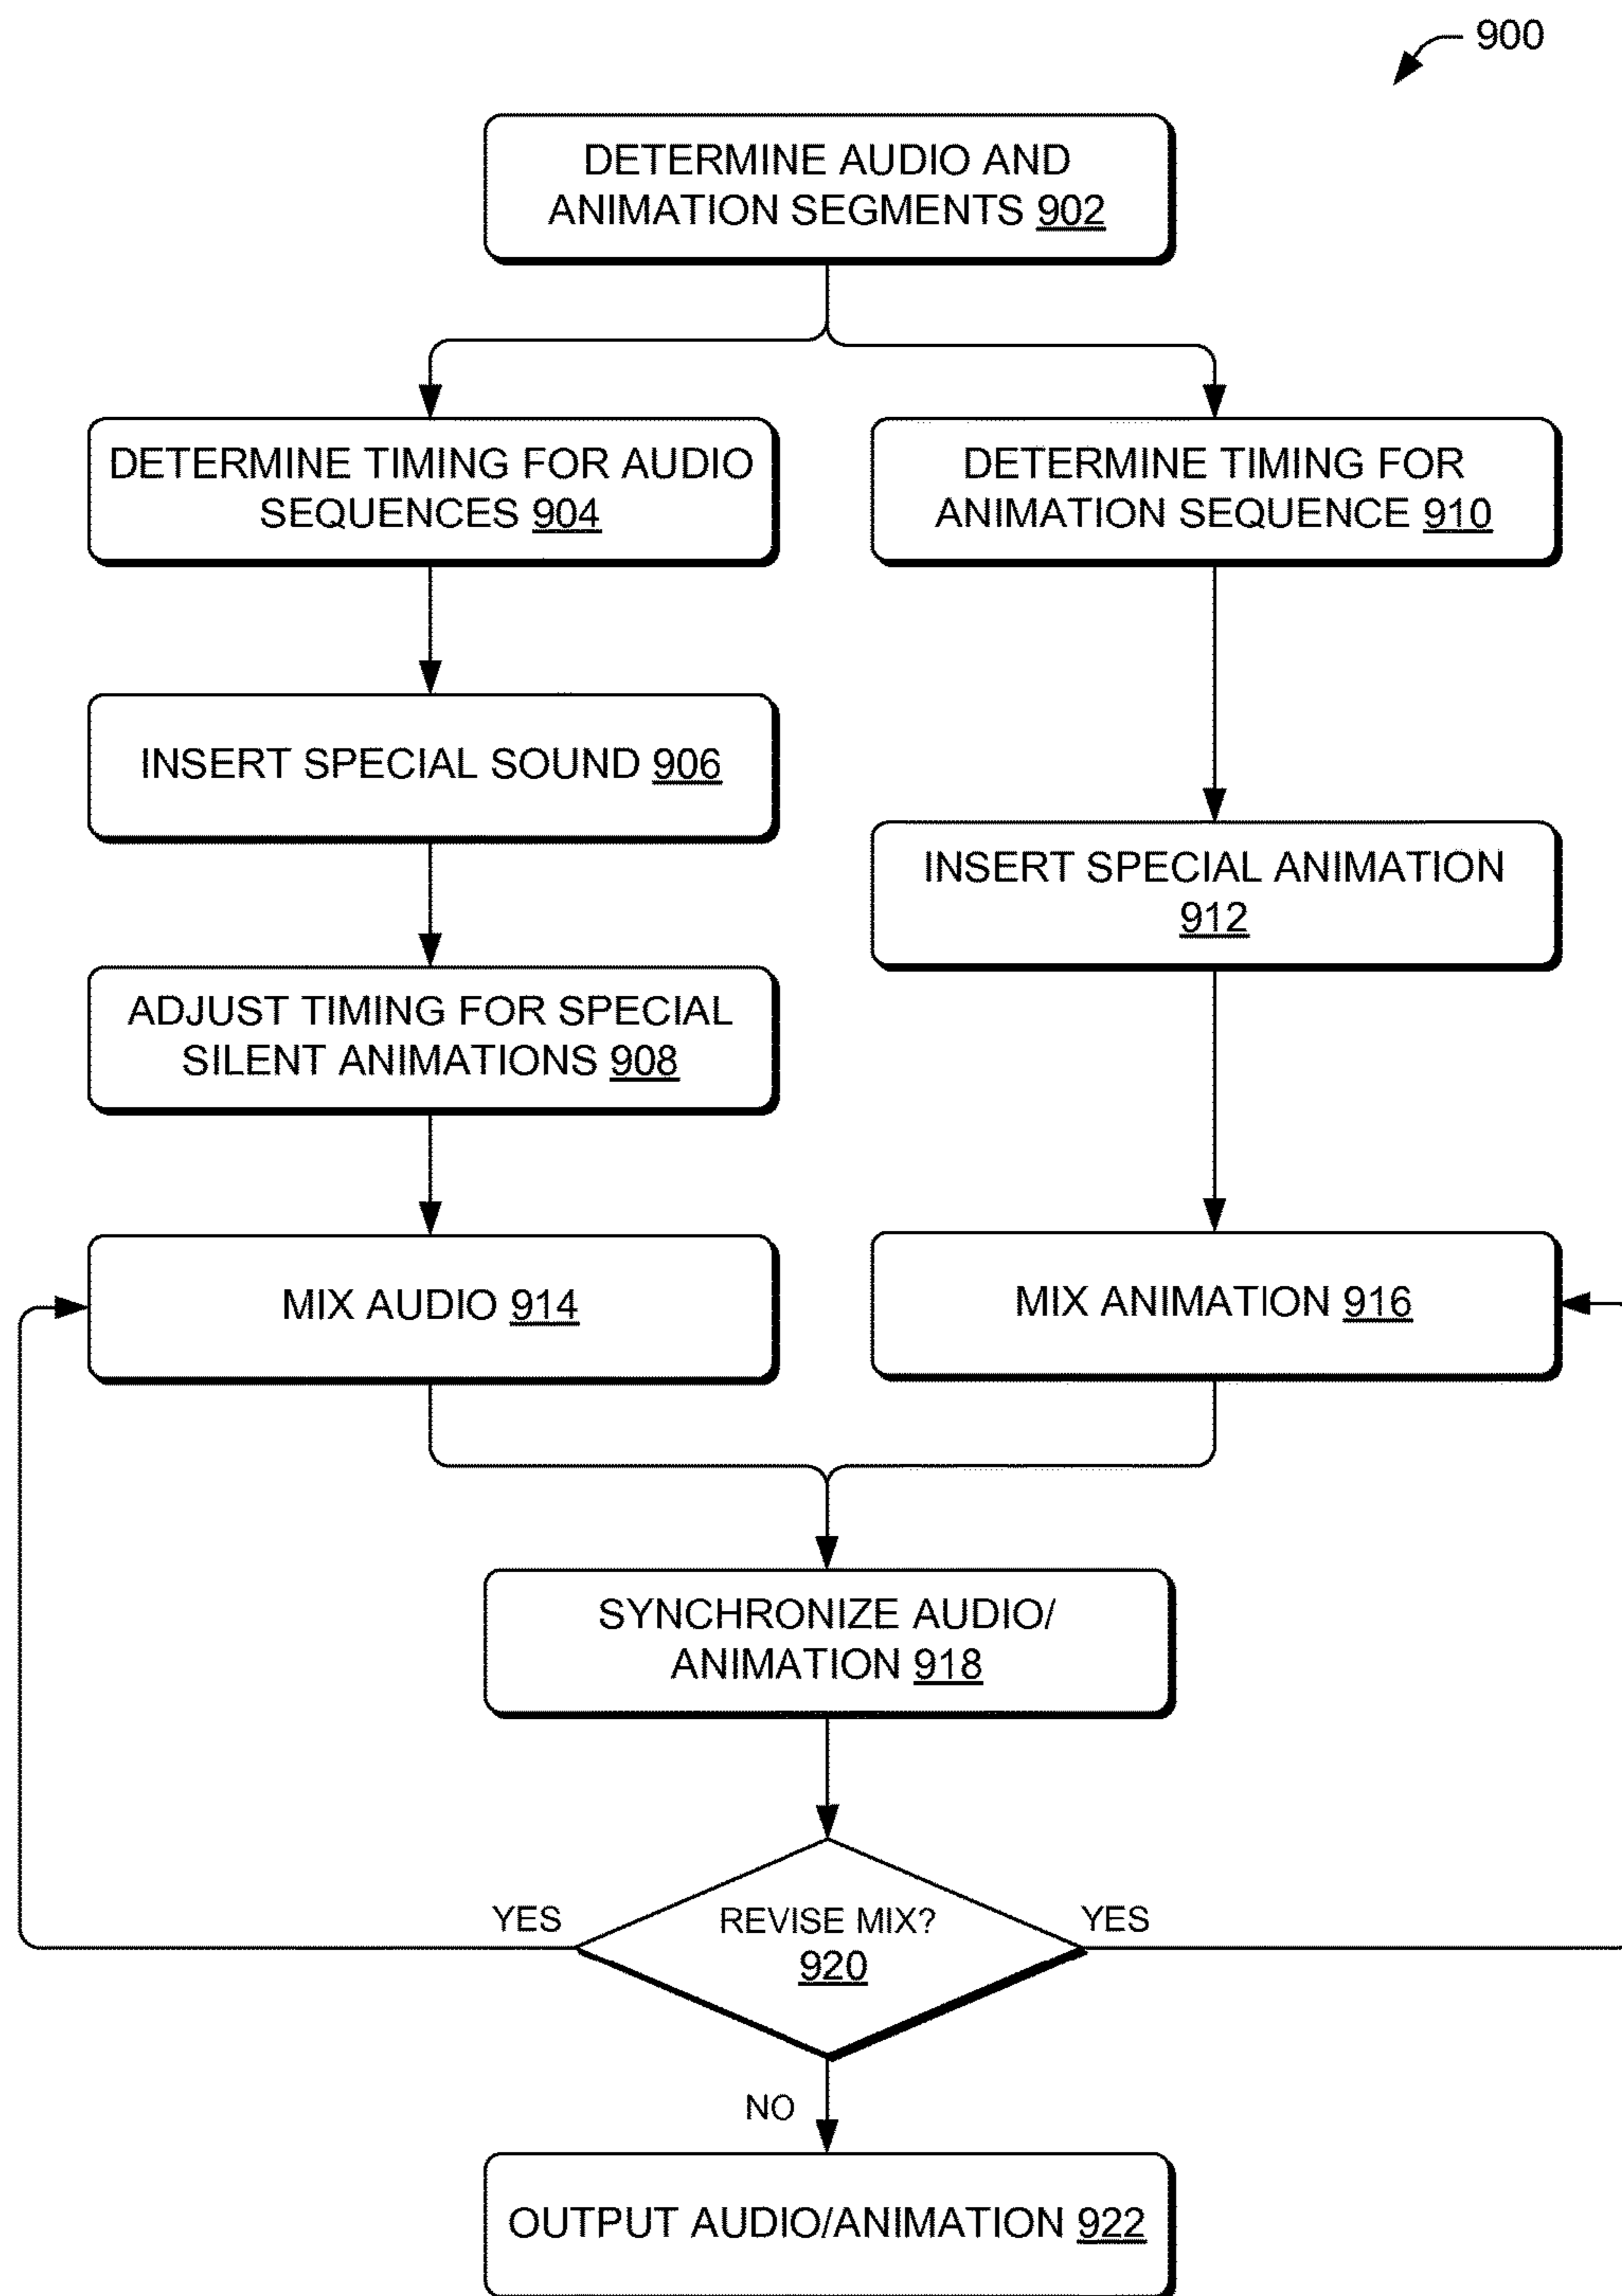 900
DETERMINE AUDIO AND
ANIMATION SEGMENTS 902
DETERMINE TIMING FOR AUDIO
SEQUENCES 904
DETERMINE TIMING FOR
ANIMATION SEQUENCE 910
INSERT SPECIAL SOUND 906
INSERT SPECIAL ANIMATION
912
ADJUST TIMING FOR SPECIAL
SILENT ANIMATIONS 908
MIX AUDIO 914
MIX ANIMATION 916
SYNCHRONIZE AUDIO/
ANIMATION 918
YES
REVISE MIX?
920
YES
NO
OUTPUT AUDIO/ANIMATION 922